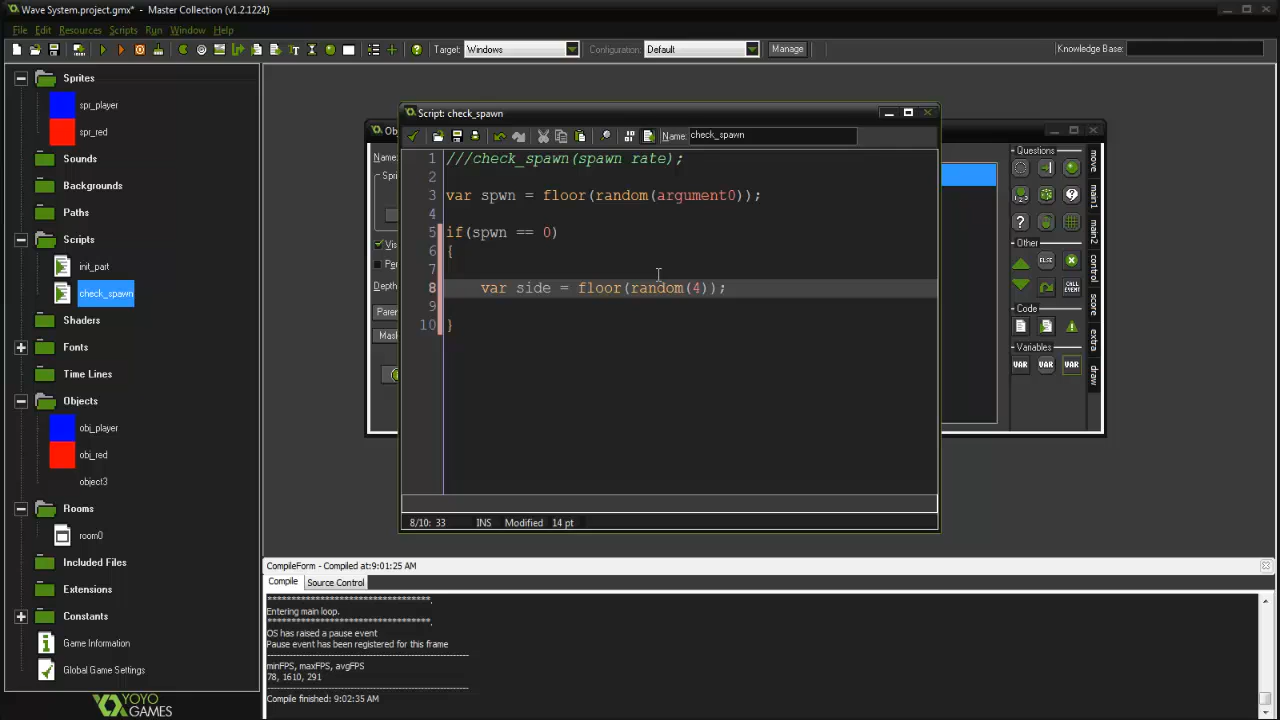 Wave System.project.gmx* - Master Collection (v1.2.1224)
File Edit Resources Scripts Run Window Help
Target: Windows Configuration: Default Manage Knowledge Base:
Sprites
spr_player
spr_red
Sounds
Backgrounds
Paths
Scripts
init_part
check_spawn
Shaders
Fonts
Time Lines
Objects
obj_player
obj_red
object3
Rooms
room0
Included Files
Extensions
Constants
Game Information
Global Game Settings
YOYO
GAMES
Script: check_spawn
Name: check_spawn
1 ///check_spawn(spawn rate);
2
3 var spwn = floor(random(argument0));
4
5 if(spwn == 0)
6 {
7
8 var side = floor(random(4));
9
10 }
8/10: 33 INS Modified 14 pt
Questions
Other
ELSE
CALL
EVENT
Code
Variables
VAR VAR VAR
move
main1
main2
control
score
extra
draw
CompileForm - Compiled at:9:01:25 AM
Compile Source Control
***********************************.
Entering main loop.
***********************************.
OS has raised a pause event
Pause event has been registered for this frame
minFPS, maxFPS, avgFPS
78, 1610, 291
Compile finished: 9:02:35 AM